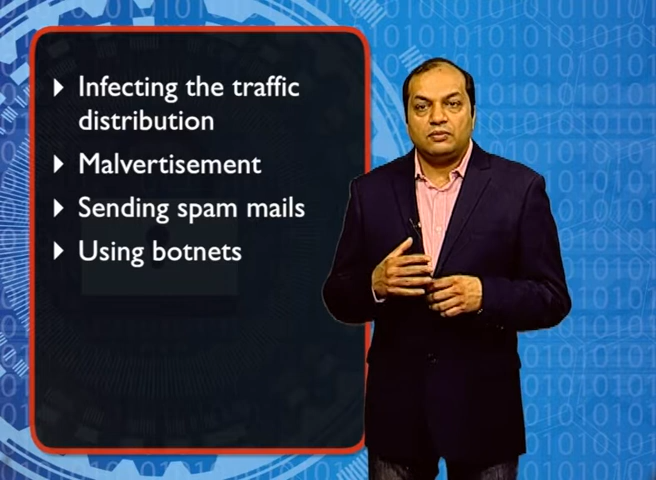 Infecting the traffic
distribution
Malvertisement
Sending spam mails
Using botnets